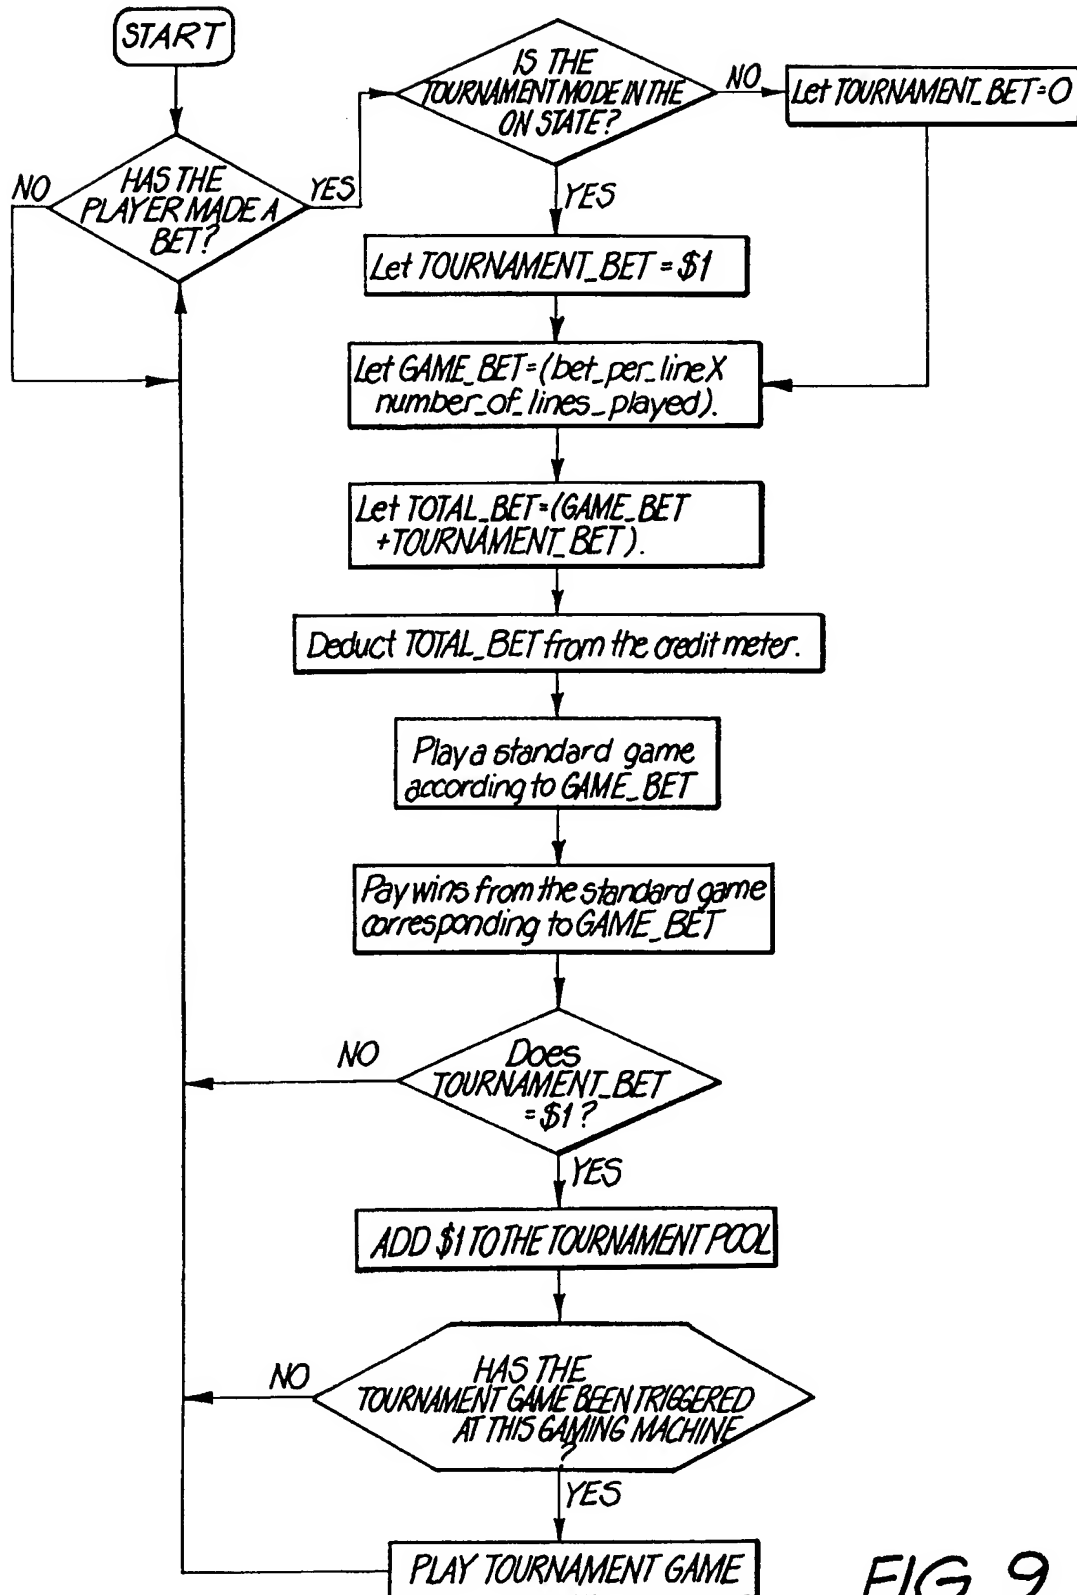 START
IS THE
TOURNAMENT MODE IN THE
ON STATE?
NO
Let TOURNAMENT_BET=0
NO
HAS THE
PLAYER MADE A
BET?
YES
YES
Let TOURNAMENT_BET = $1
Let GAME_BET=(bet_per_line X
number_of_lines_played).
Let TOTAL_BET=(GAME_BET
+TOURNAMENT_BET).
Deduct TOTAL_BET from the credit meter.
Play a standard game
according to GAME_BET
Pay wins from the standard game
corresponding to GAME_BET
NO
Does
TOURNAMENT_BET
= $1?
YES
ADD $1 TO THE TOURNAMENT POOL
NO
HAS THE
TOURNAMENT GAME BEEN TRIGGERED
AT THIS GAMING MACHINE
?
YES
PLAY TOURNAMENT GAME
FIG. 9